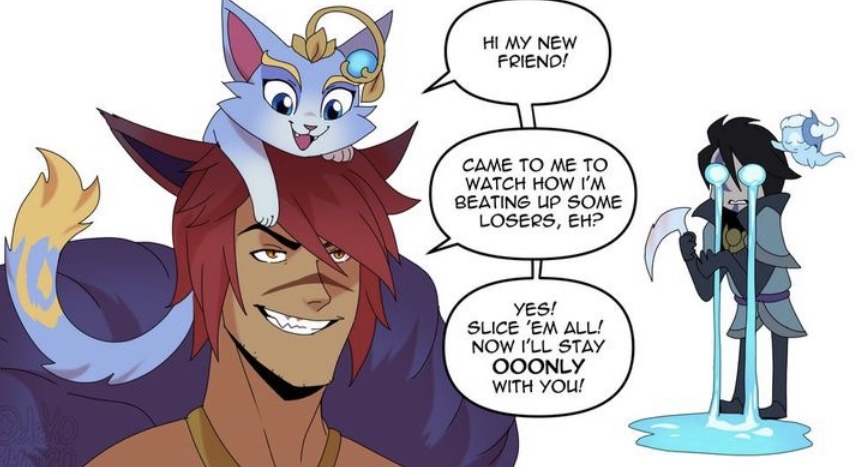 HI MY NEW
FRIEND!
CAME TO ME TO
WATCH HOW I'M
BEATING UP SOME
LOSERS, EH?
YES!
SLICE 'EM ALL!
NOW I'LL STAY
OOONLY
WITH YOU!